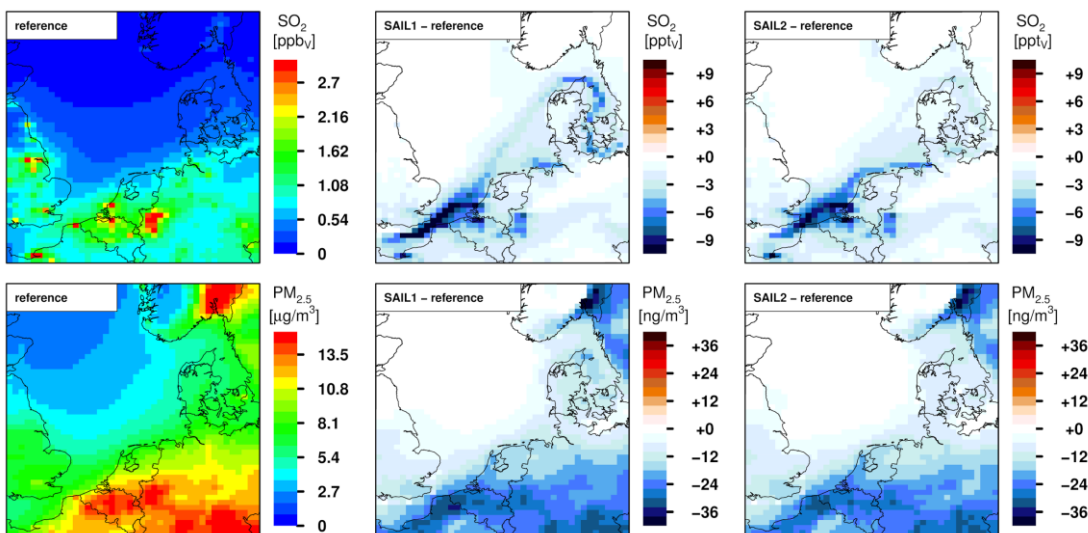 reference
SO₂
[ppbᵥ]
2.7
2.16
1.62
1.08
0.54
0
SAIL1 − reference
SO₂
[pptᵥ]
+9
+6
+3
+0
−3
−6
−9
SAIL2 − reference
SO₂
[pptᵥ]
+9
+6
+3
+0
−3
−6
−9
reference
PM₂.₅
[µg/m³]
13.5
10.8
8.1
5.4
2.7
0
SAIL1 − reference
PM₂.₅
[ng/m³]
+36
+24
+12
+0
−12
−24
−36
SAIL2 − reference
PM₂.₅
[ng/m³]
+36
+24
+12
+0
−12
−24
−36